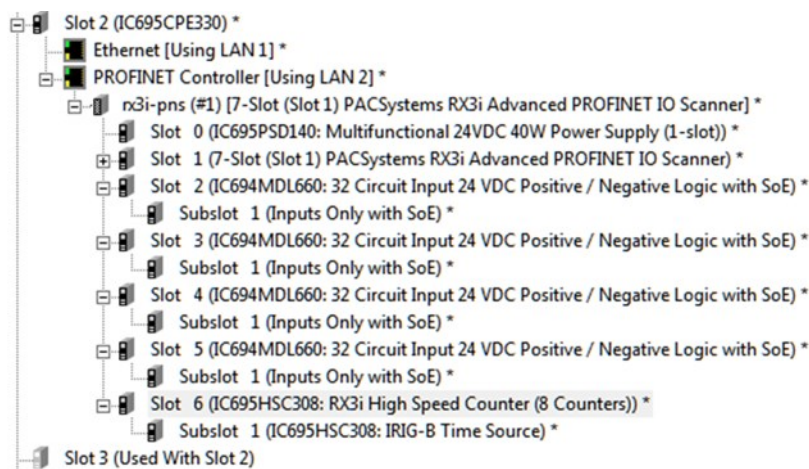 Slot 2 (IC695CPE330) *
Ethernet [Using LAN 1] *
PROFINET Controller [Using LAN 2] *
rx3i-pns (#1) [7-Slot (Slot 1) PACSystems RX3i Advanced PROFINET IO Scanner] *
Slot 0 (IC695PSD140: Multifunctional 24VDC 40W Power Supply (1-slot)) *
Slot 1 (7-Slot (Slot 1) PACSystems RX3i Advanced PROFINET IO Scanner) *
Slot 2 (IC694MDL660: 32 Circuit Input 24 VDC Positive / Negative Logic with SoE) *
Subslot 1 (Inputs Only with SoE) *
Slot 3 (IC694MDL660: 32 Circuit Input 24 VDC Positive / Negative Logic with SoE) *
Subslot 1 (Inputs Only with SoE) *
Slot 4 (IC694MDL660: 32 Circuit Input 24 VDC Positive / Negative Logic with SoE) *
Subslot 1 (Inputs Only with SoE) *
Slot 5 (IC694MDL660: 32 Circuit Input 24 VDC Positive / Negative Logic with SoE) *
Subslot 1 (Inputs Only with SoE) *
Slot 6 (IC695HSC308: RX3i High Speed Counter (8 Counters)) *
Subslot 1 (IC695HSC308: IRIG-B Time Source) *
Slot 3 (Used With Slot 2)